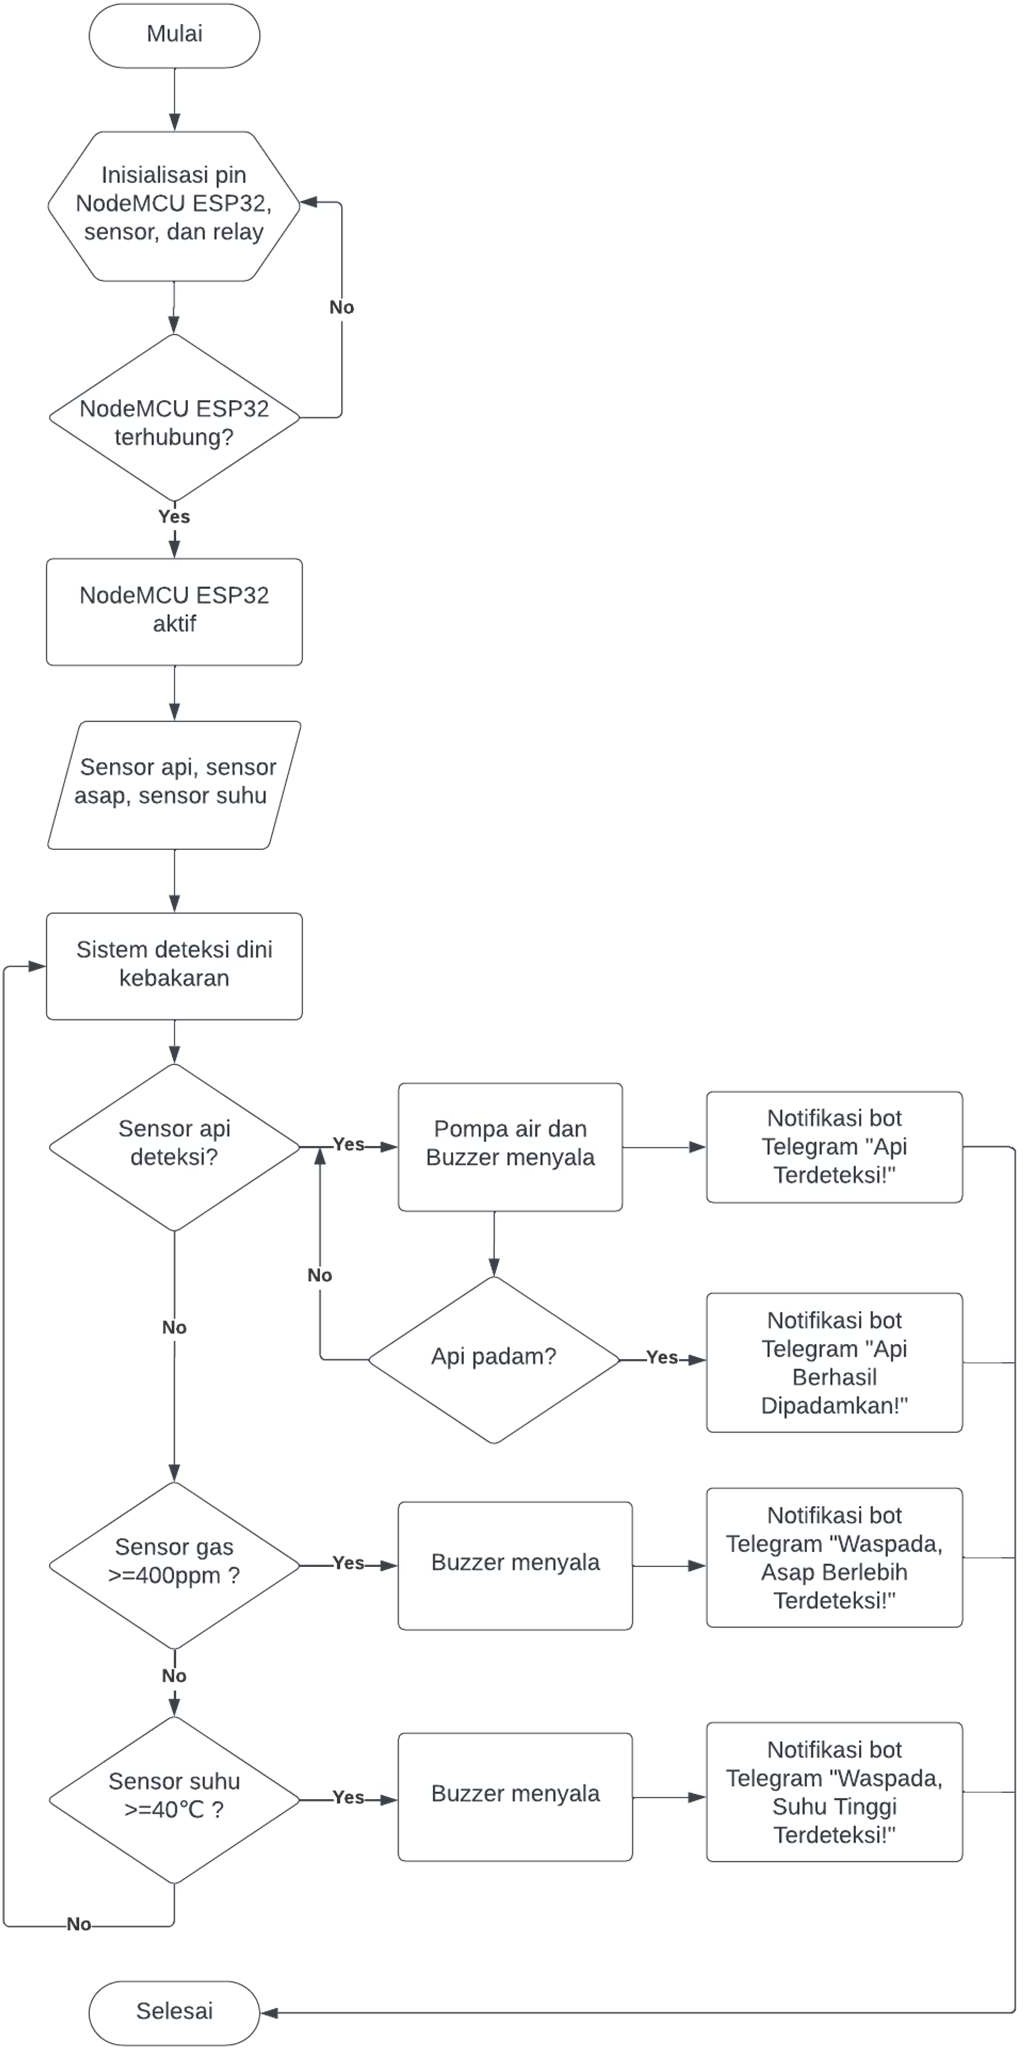 Mulai
Inisialisasi pin
NodeMCU ESP32,
sensor, dan relay
No
NodeMCU ESP32
terhubung?
Yes
NodeMCU ESP32
aktif
Sensor api, sensor
asap, sensor suhu
Sistem deteksi dini
kebakaran
Sensor api
deteksi?
Yes
Pompa air dan
Buzzer menyala
Notifikasi bot
Telegram "Api
Terdeteksi!"
No
No
Api padam?
Yes
Notifikasi bot
Telegram "Api
Berhasil
Dipadamkan!"
Sensor gas
>=400ppm ?
Yes
Buzzer menyala
Notifikasi bot
Telegram "Waspada,
Asap Berlebih
Terdeteksi!"
No
Sensor suhu
>=40℃ ?
Yes
Buzzer menyala
Notifikasi bot
Telegram "Waspada,
Suhu Tinggi
Terdeteksi!"
No
Selesai